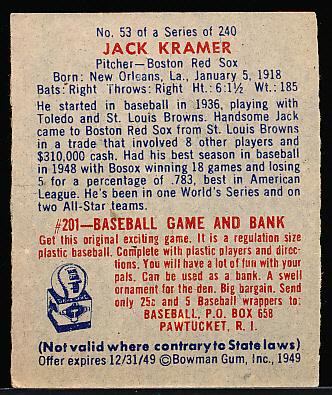 No. 53 of a Series of 240
JACK KRAMER
Pitcher—Boston Red Sox
Born: New Orleans, La., January 5, 1918
Bats: Right Throws: Right Ht.: 6:1½ Wt.: 185
He started in baseball in 1936, playing with
Toledo and St. Louis Browns. Handsome Jack
came to Boston Red Sox from St. Louis Browns
in a trade that involved 8 other players and
$310,000 cash. Had his best season in baseball
in 1948 with Bosox winning 18 games and losing
5 for a percentage of .783, best in American
League. He's been in one World's Series and on
two All-Star teams.
#201—BASEBALL GAME AND BANK
Get this original exciting game. It is a regulation size
plastic baseball. Complete with plastic players and direc-
tions. You will have a lot of fun with your
pals. Can be used as a bank. A swell
ornament for the den. Big bargain. Send
only 25c and 5 Baseball wrappers to:
BASEBALL, P.O. BOX 658
PAWTUCKET, R. I.
(Not valid where contrary to State laws)
Offer expires 12/31/49 ©Bowman Gum, Inc., 1949